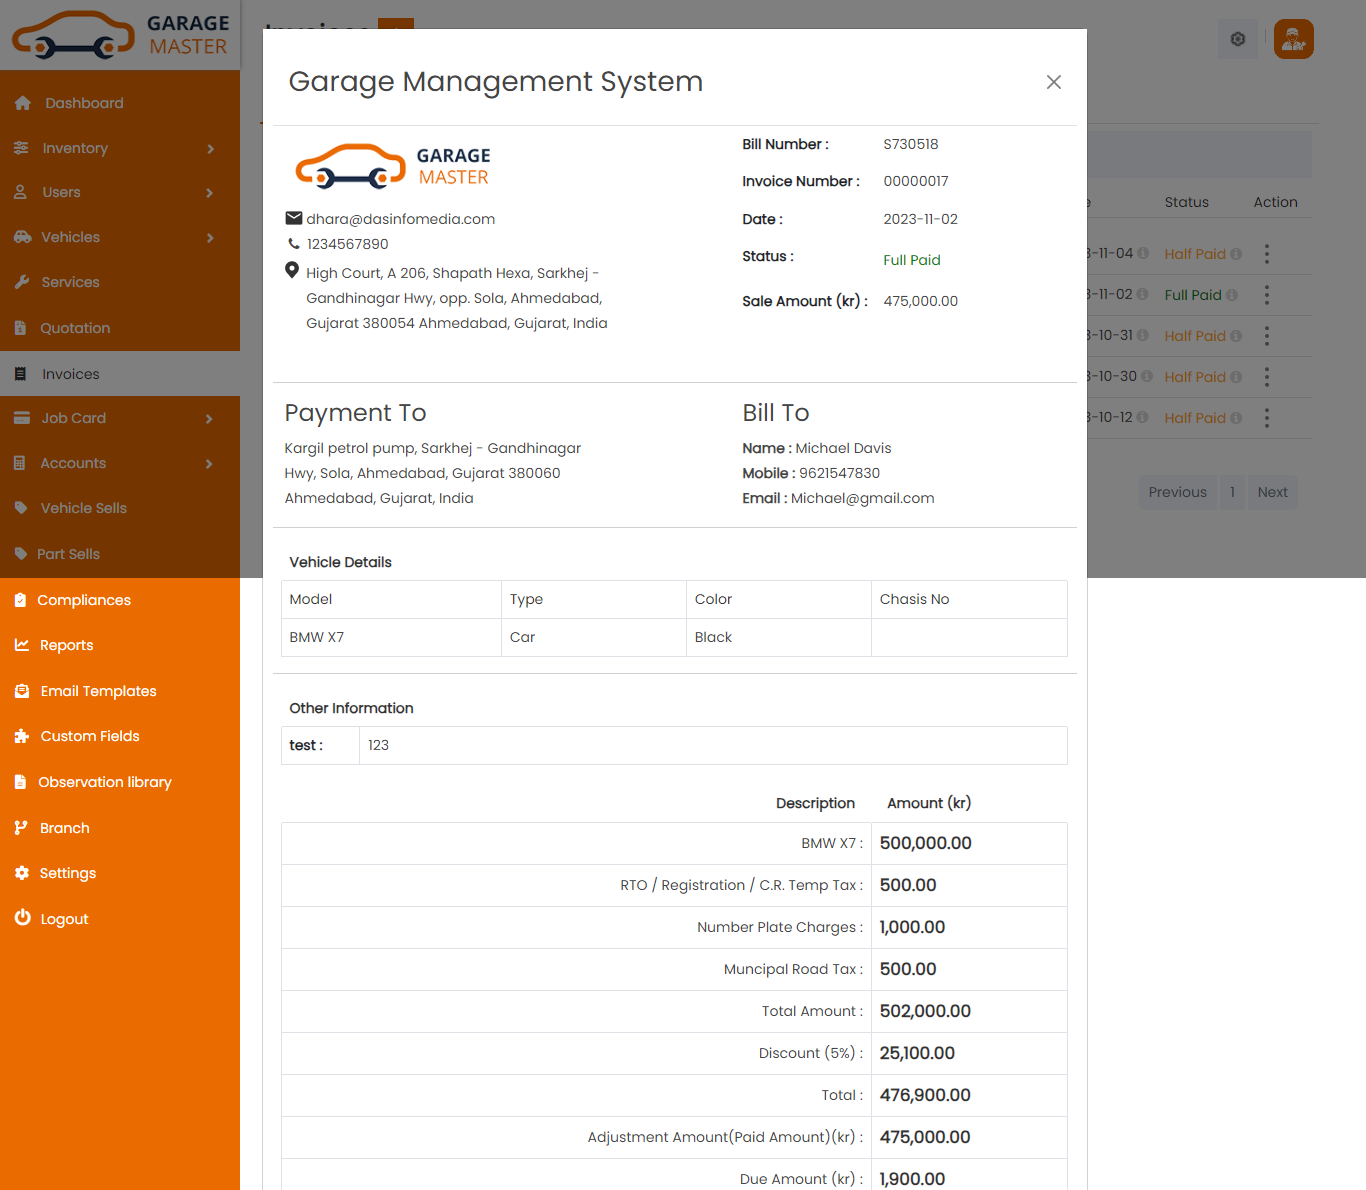 GARAGE
MASTER
Dashboard
Inventory
Users
Vehicles
Services
Quotation
Invoices
Job Card
Accounts
Vehicle Sells
Part Sells
Compliances
Reports
Email Templates
Custom Fields
Observation library
Branch
Settings
Logout
Garage Management System
GARAGE
MASTER
dhara@dasinfomedia.com
1234567890
High Court, A 206, Shapath Hexa, Sarkhej -
Gandhinagar Hwy, opp. Sola, Ahmedabad,
Gujarat 380054 Ahmedabad, Gujarat, India
Bill Number : S730518
Invoice Number : 00000017
Date : 2023-11-02
Status : Full Paid
Sale Amount (kr) : 475,000.00
Payment To
Kargil petrol pump, Sarkhej - Gandhinagar
Hwy, Sola, Ahmedabad, Gujarat 380060
Ahmedabad, Gujarat, India
Bill To
Name : Michael Davis
Mobile : 9621547830
Email : Michael@gmail.com
Vehicle Details
Model Type Color Chasis No
BMW X7 Car Black
Other Information
test : 123
Description Amount (kr)
BMW X7 : 500,000.00
RTO / Registration / C.R. Temp Tax : 500.00
Number Plate Charges : 1,000.00
Muncipal Road Tax : 500.00
Total Amount : 502,000.00
Discount (5%) : 25,100.00
Total : 476,900.00
Adjustment Amount(Paid Amount)(kr) : 475,000.00
Due Amount (kr) : 1,900.00
Status Action
-11-04 Half Paid
-11-02 Full Paid
-10-31 Half Paid
-10-30 Half Paid
-10-12 Half Paid
Previous 1 Next